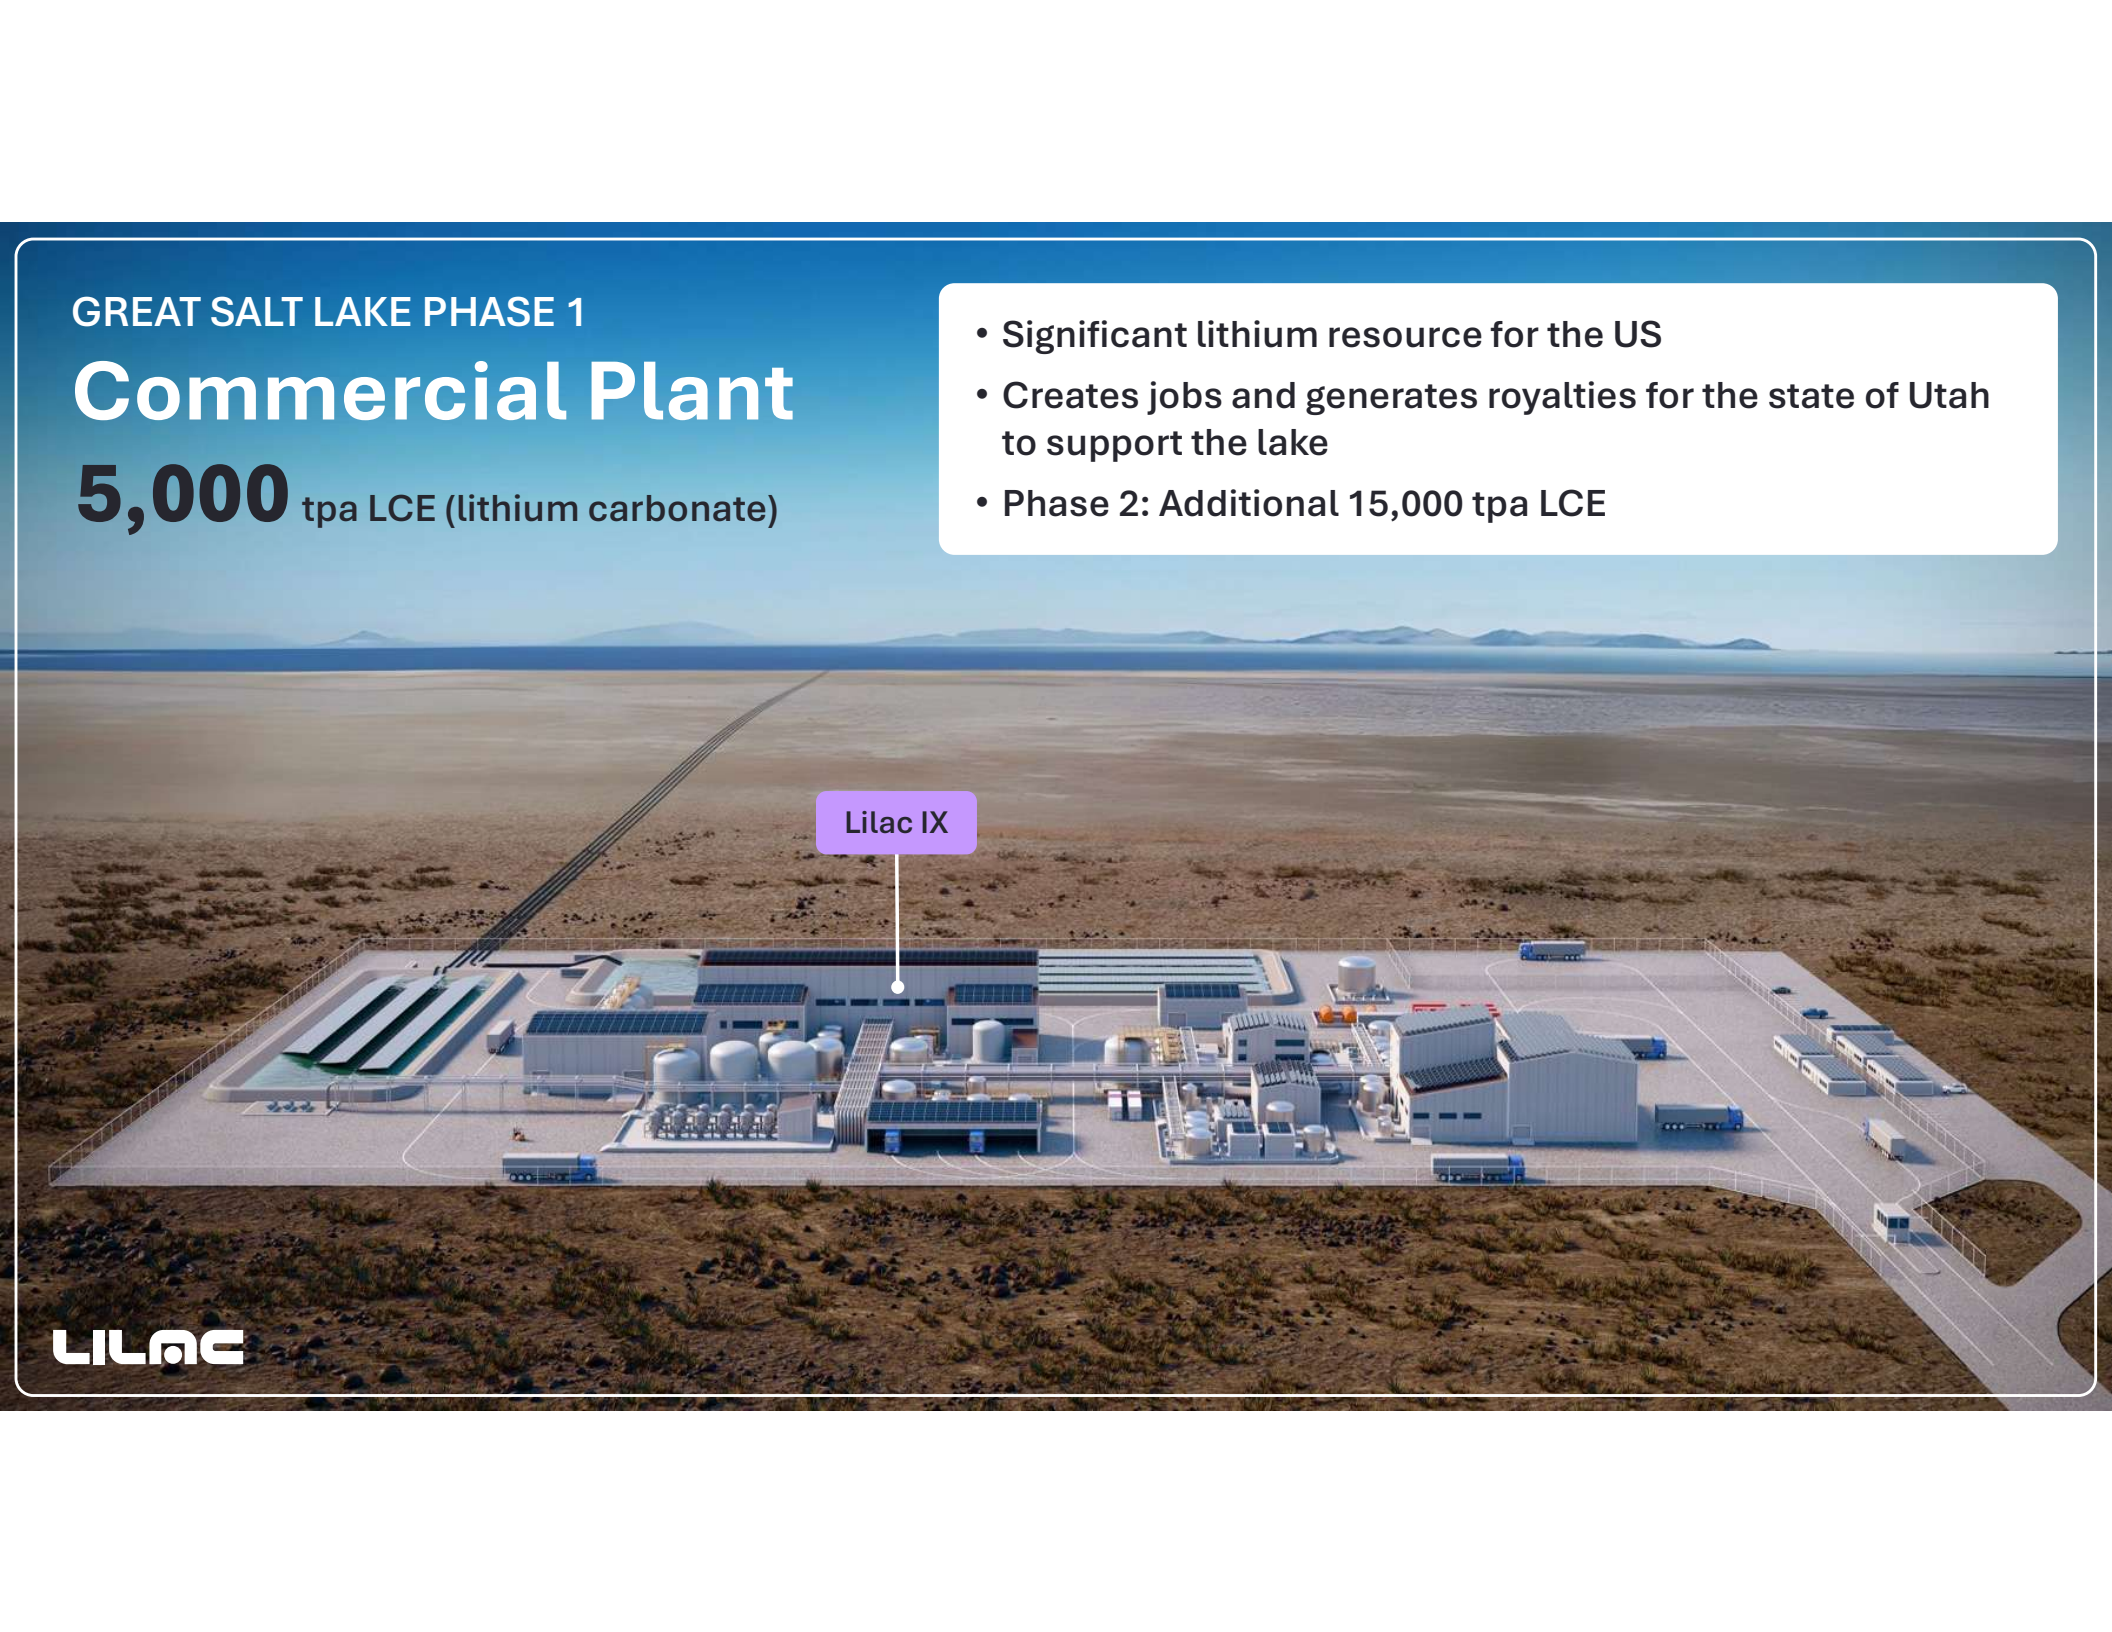 GREAT SALT LAKE PHASE 1
Commercial Plant
5,000 tpa LCE (lithium carbonate)
• Significant lithium resource for the US
• Creates jobs and generates royalties for the state of Utah
to support the lake
• Phase 2: Additional 15,000 tpa LCE
Lilac IX
LILAC